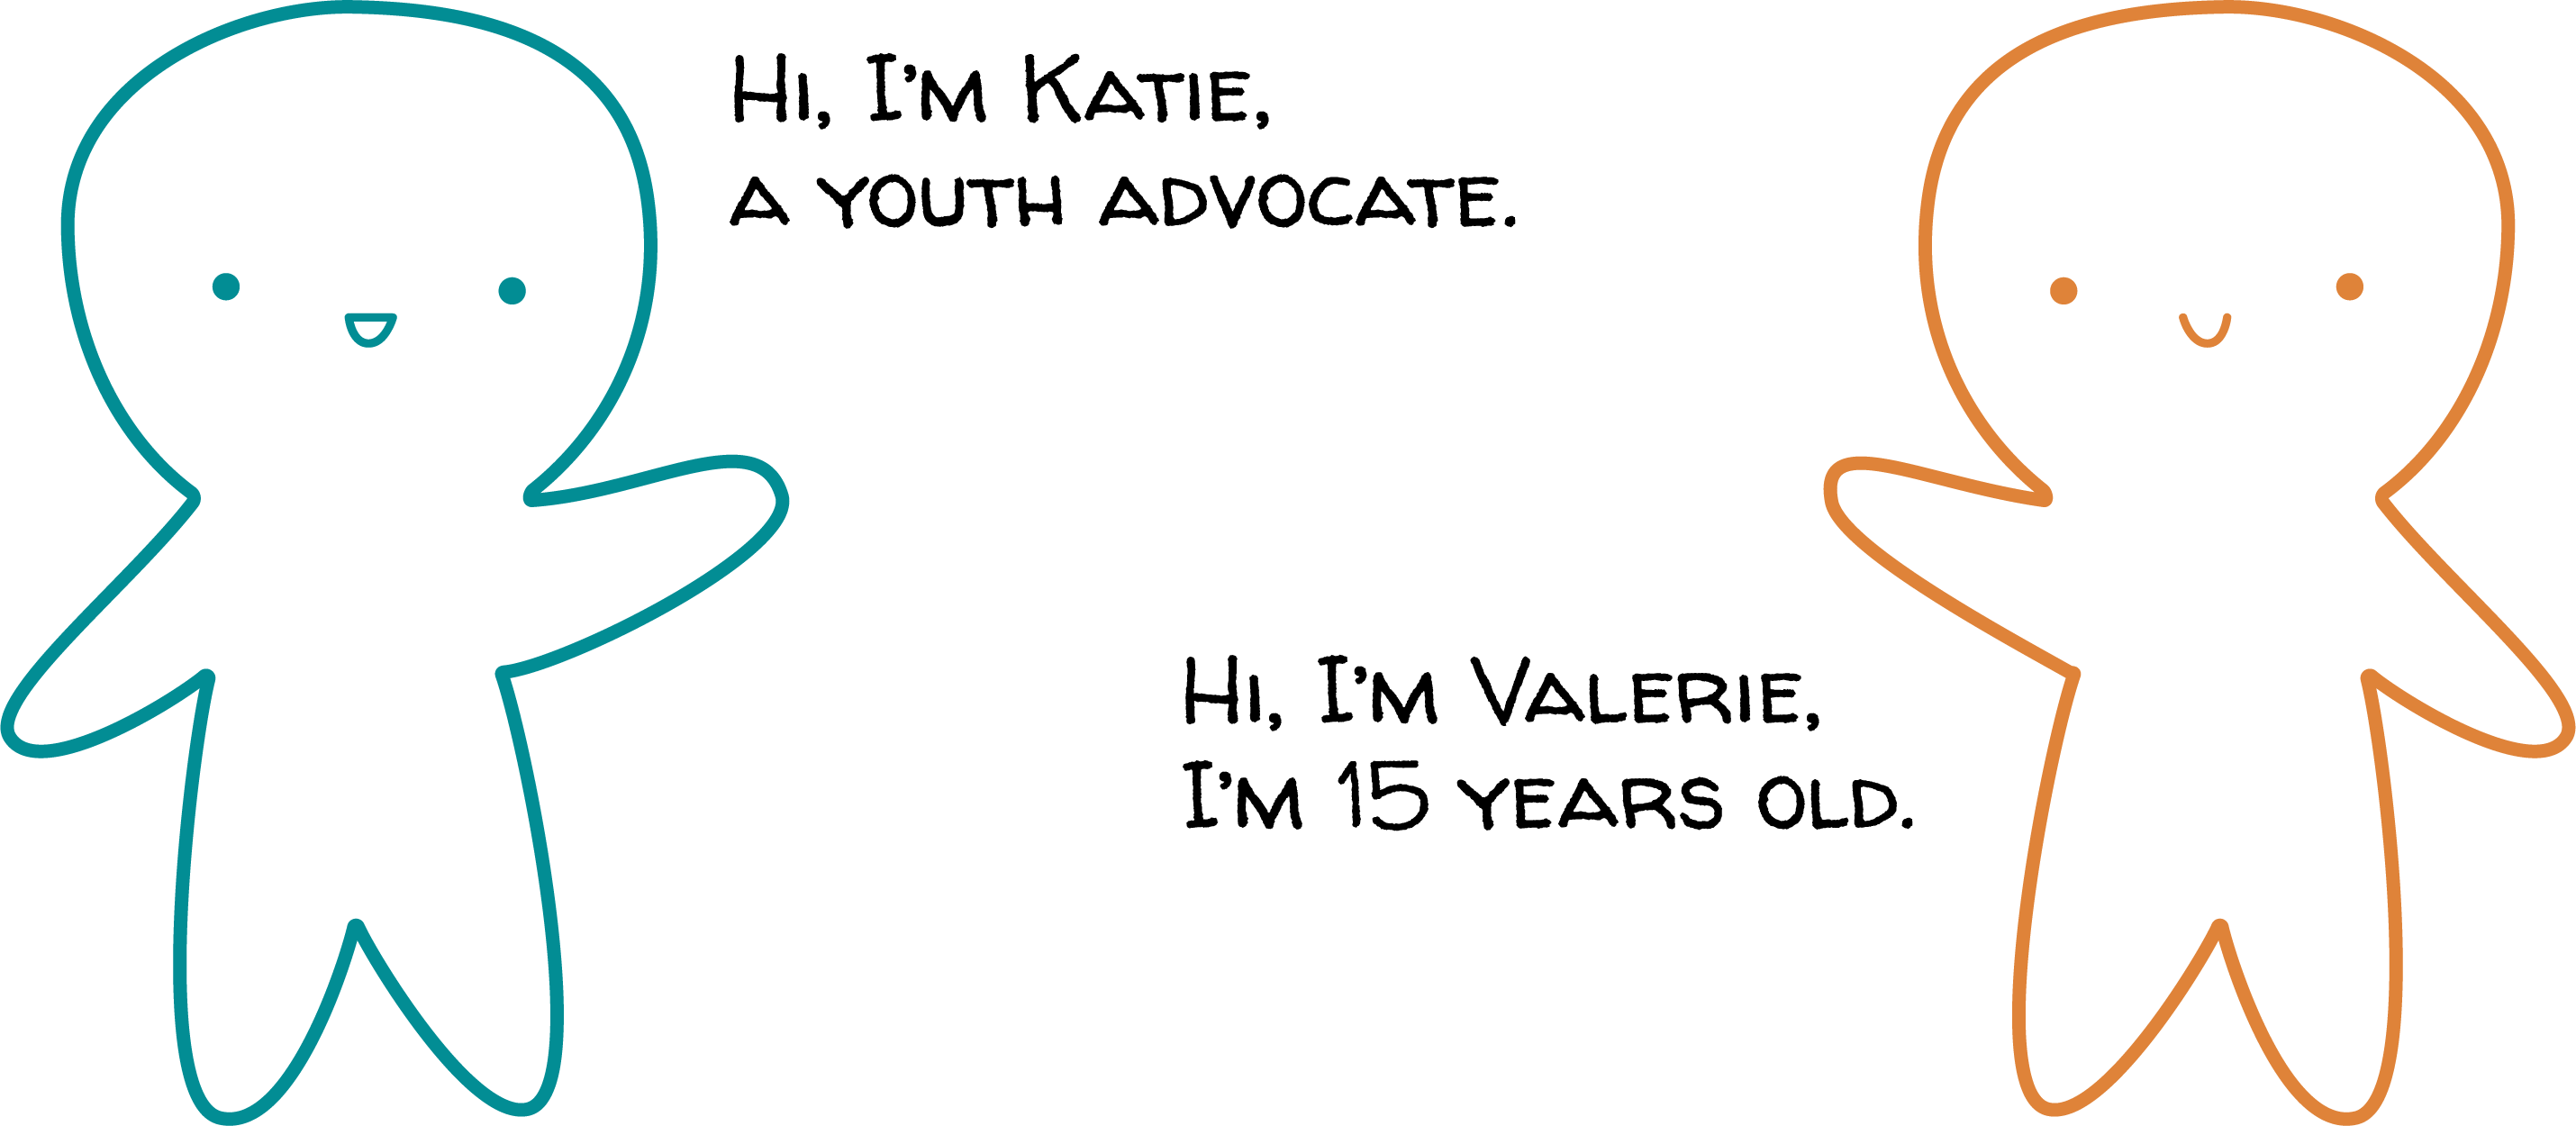 Hi, I'm Katie,
a youth advocate.
Hi, I'm Valerie,
I'm 15 years old.